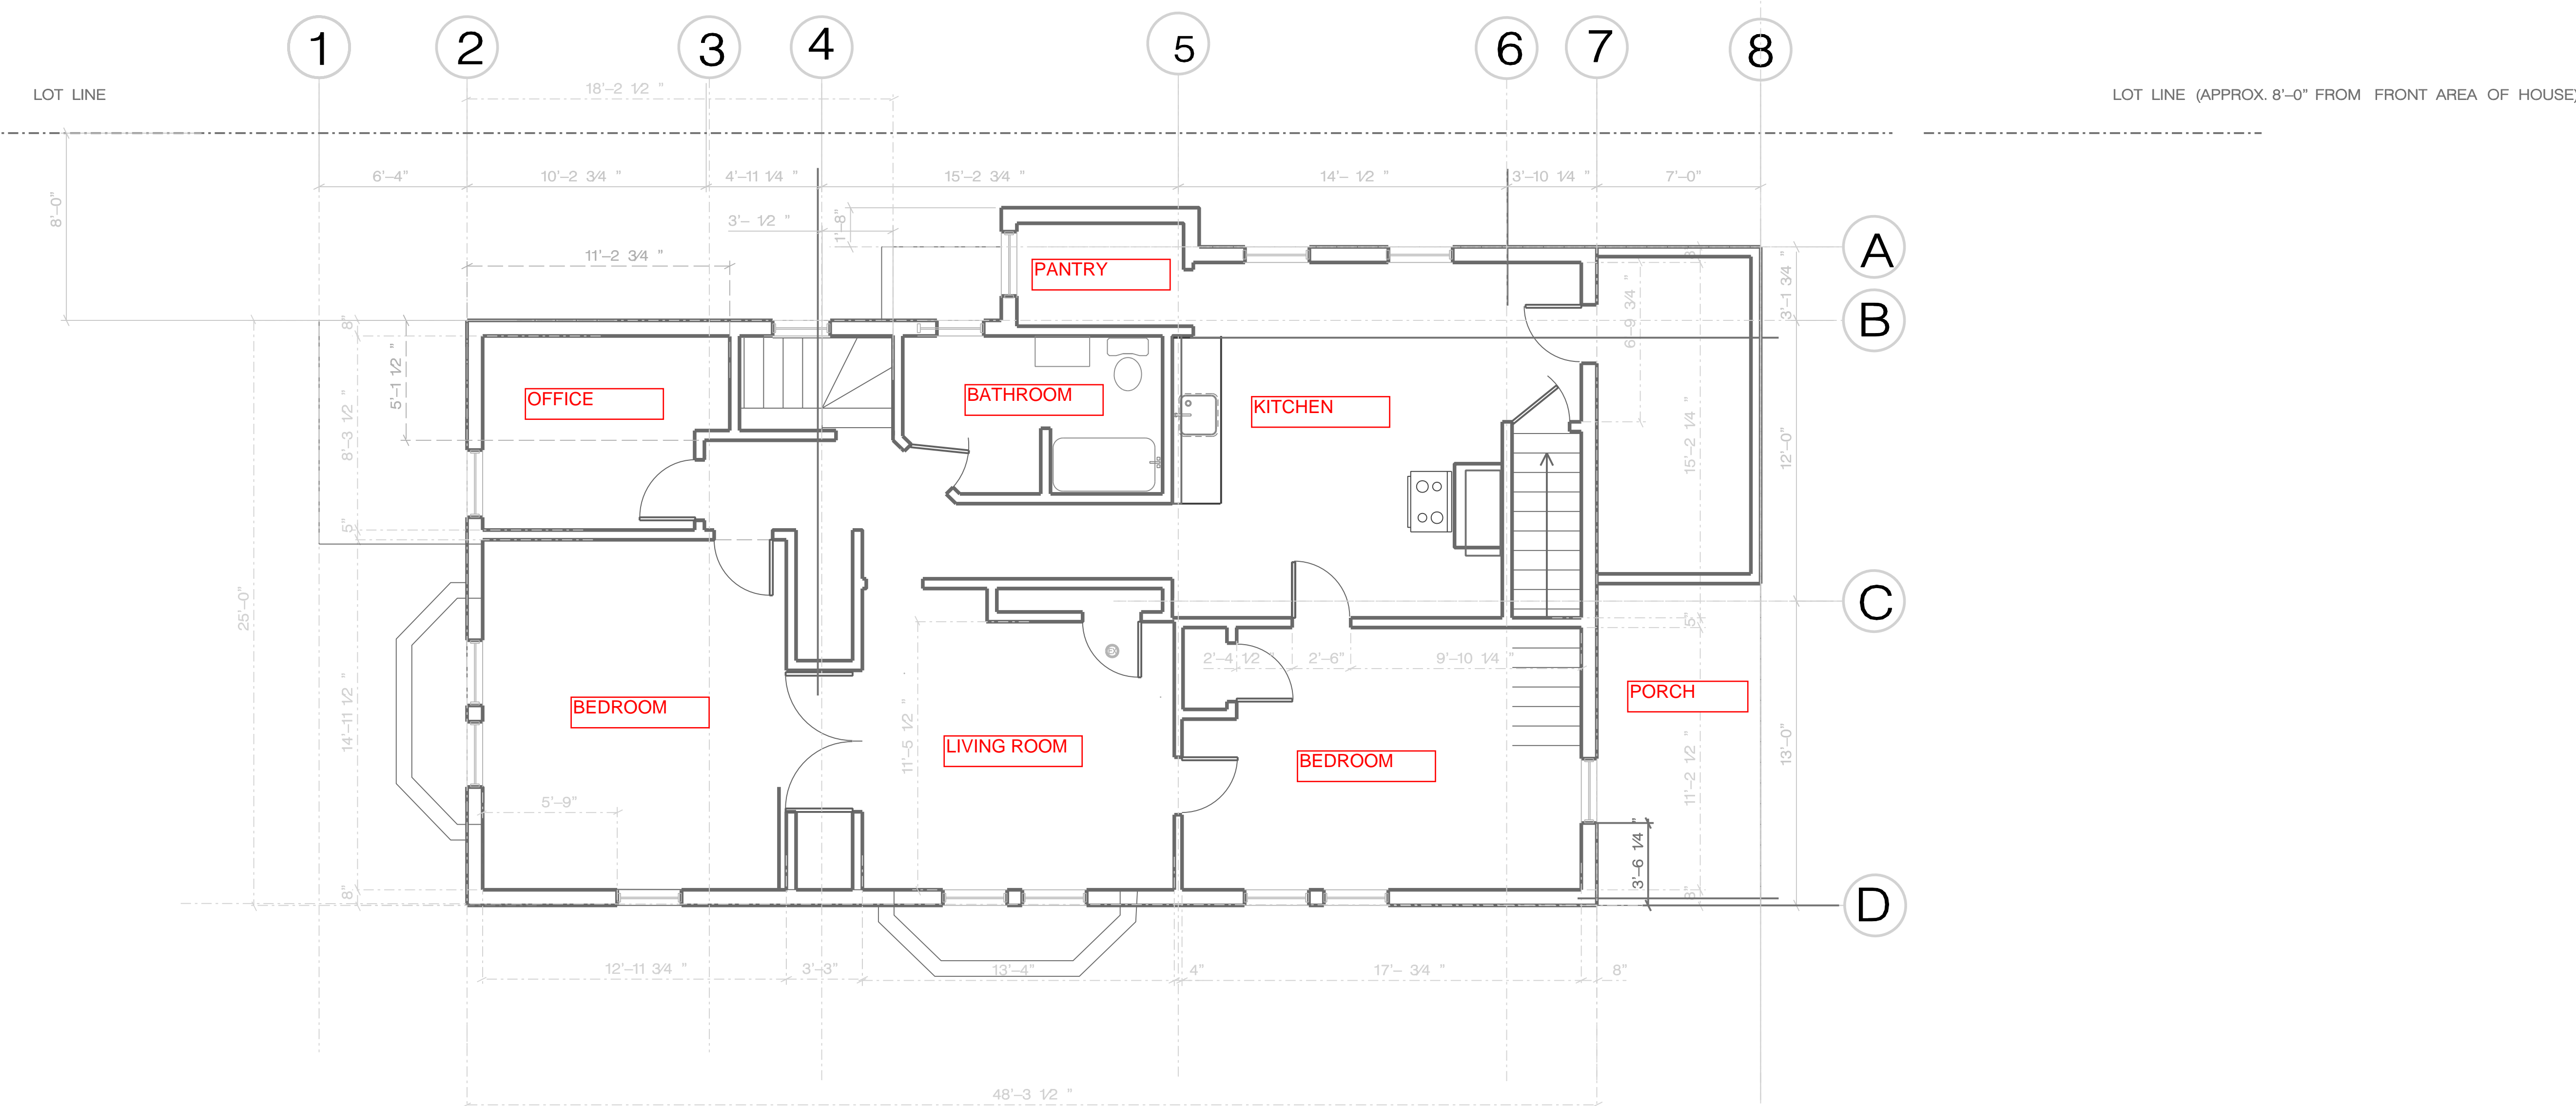 1 2 3 4 5 6 7 8
18'–2 1/2 "
LOT LINE
LOT LINE (APPROX. 8'–0" FROM FRONT AREA OF HOUSE)
6'–4" 10'–2 3/4 " 4'–11 1/4 " 15'–2 3/4 " 14'– 1/2 " 3'–10 1/4 " 7'–0"
8'–0"
3'– 1/2 "
1'–8"
11'–2 3/4 "
A
PANTRY
8"
3'–1 3/4 "
6'–9 3/4 "
B
8"
5'–1 1/2 "
OFFICE
BATHROOM
KITCHEN
8'–3 1/2 "
15'–2 1/4 "
12'–0"
5"
25'–0"
C
5"
2'–4 1/2 2'–6" 9'–10 1/4 "
BEDROOM
PORCH
14'–11 1/2 "
11'–5 1/2 "
LIVING ROOM
BEDROOM
11'–2 1/2 "
13'–0"
5'–9"
3'–6 1/4 "
8"
8"
D
12'–11 3/4 " 3'–3" 13'–4" 4" 17'– 3/4 " 8"
48'–3 1/2 "